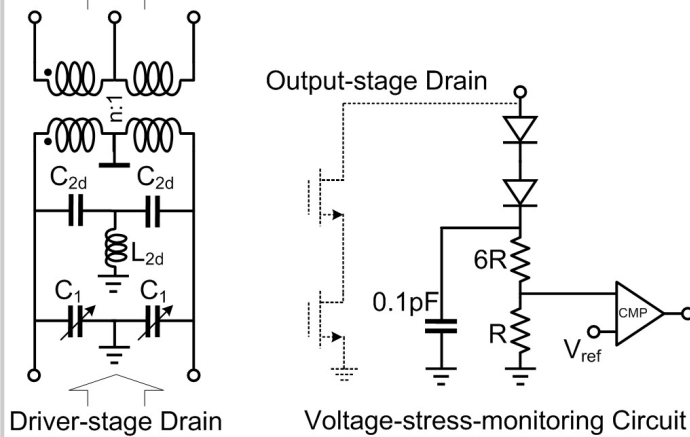 n:1
C2d
C2d
L2d
C1
C1
Driver-stage Drain
Output-stage Drain
6R
0.1pF
R
CMP
Vref
Voltage-stress-monitoring Circuit